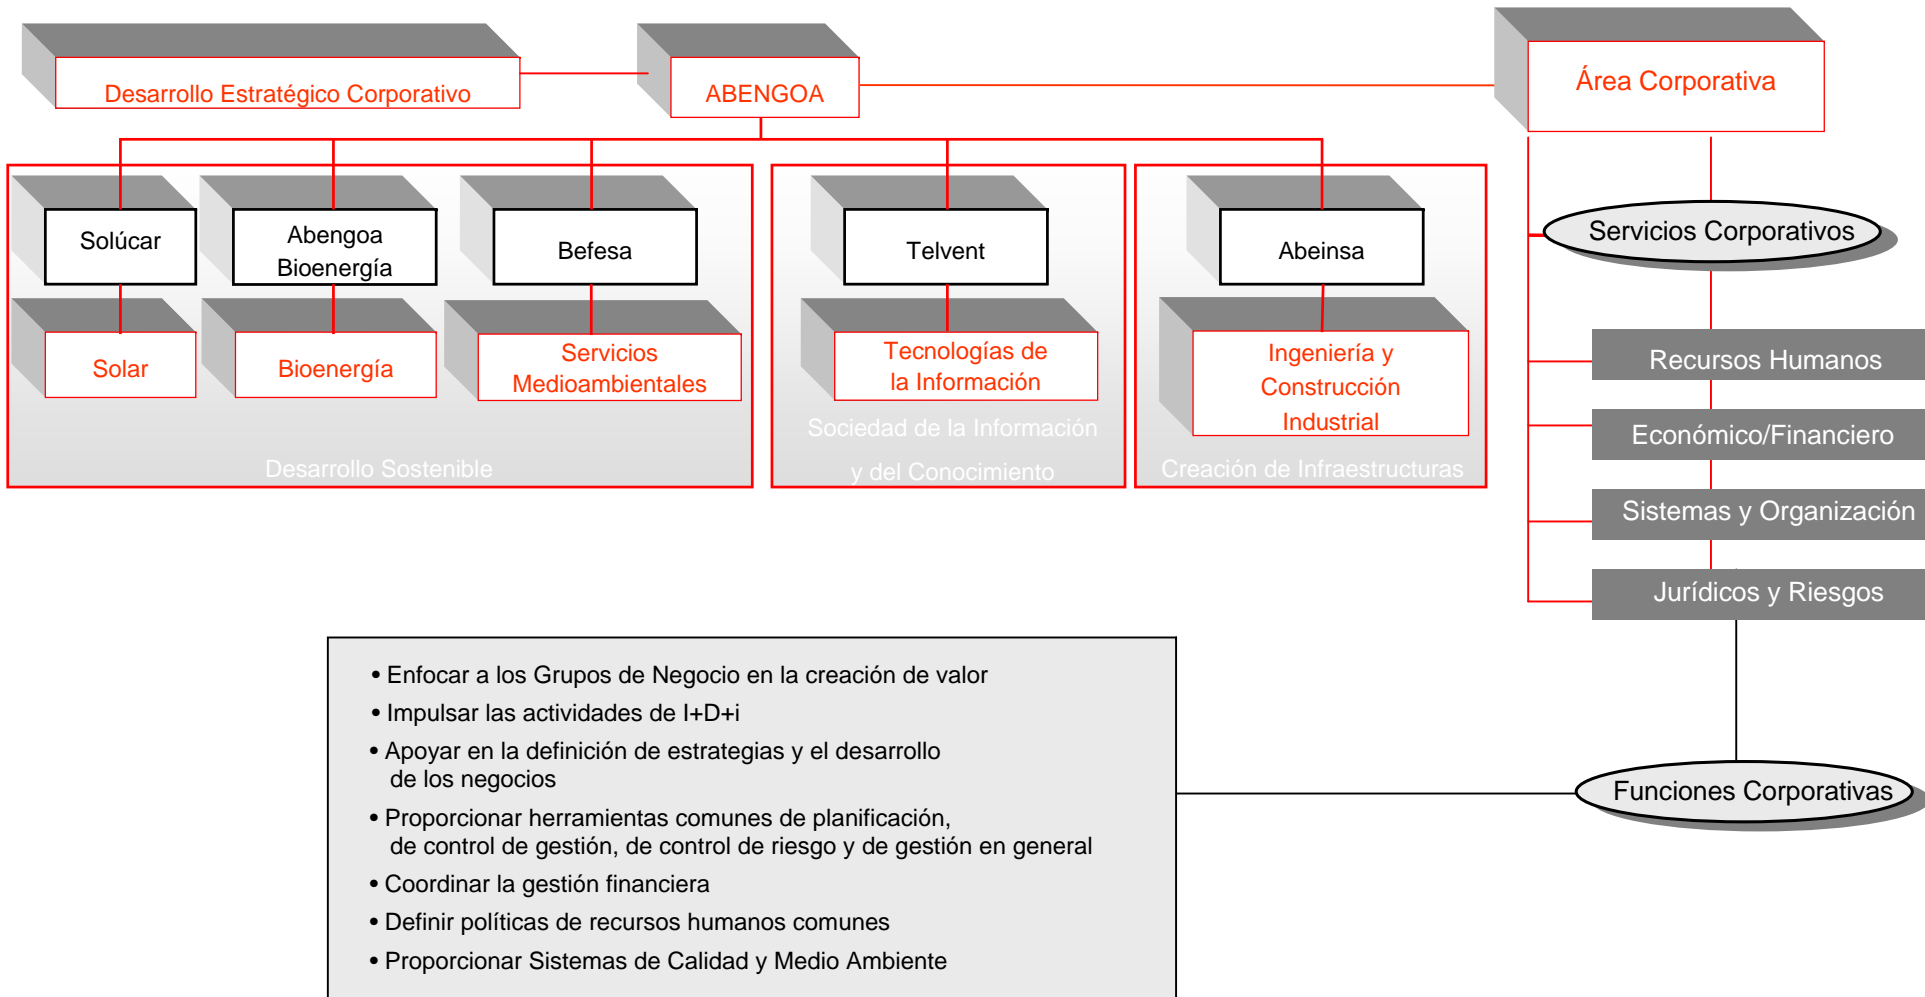 Desarrollo Estratégico Corporativo
ABENGOA
Área Corporativa
Solúcar
Abengoa
Bioenergía
Befesa
Telvent
Abeinsa
Solar
Bioenergía
Servicios
Medioambientales
Tecnologías de
la Información
Ingeniería y
Construcción
Industrial
Desarrollo Sostenible
Sociedad de la Información
y del Conocimiento
Creación de Infraestructuras
Servicios Corporativos
Recursos Humanos
Económico/Financiero
Sistemas y Organización
Jurídicos y Riesgos
Funciones Corporativas
• Enfocar a los Grupos de Negocio en la creación de valor
• Impulsar las actividades de I+D+i
• Apoyar en la definición de estrategias y el desarrollo
de los negocios
• Proporcionar herramientas comunes de planificación,
de control de gestión, de control de riesgo y de gestión en general
• Coordinar la gestión financiera
• Definir políticas de recursos humanos comunes
• Proporcionar Sistemas de Calidad y Medio Ambiente